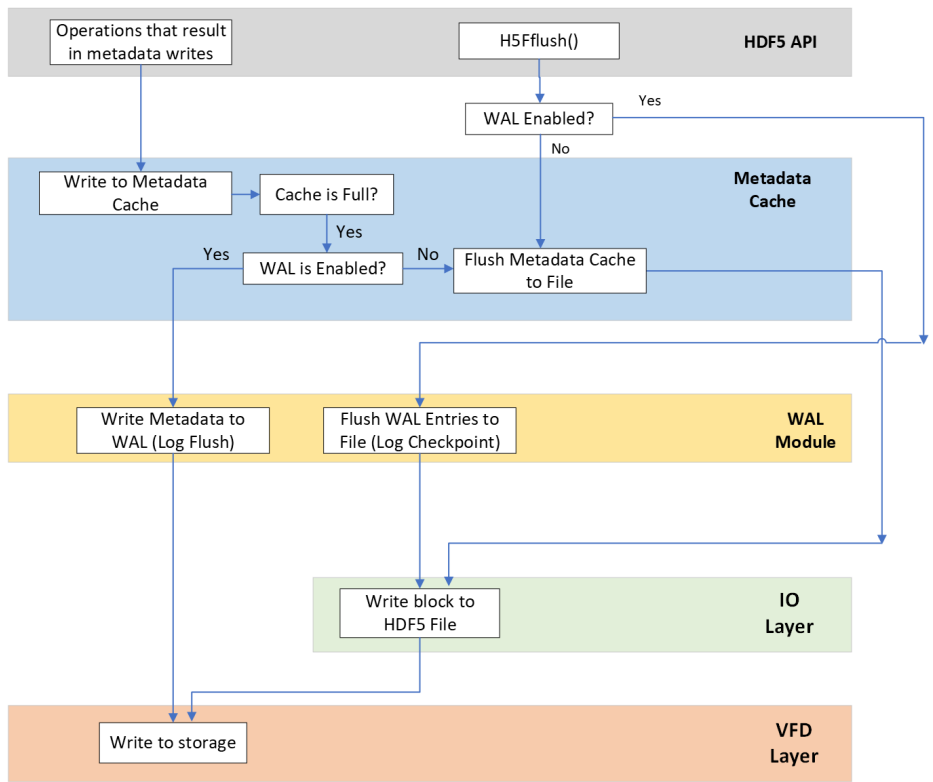 Operations that result
in metadata writes
H5Fflush()
HDF5 API
WAL Enabled?
Yes
No
Write to Metadata
Cache
Cache is Full?
Metadata
Cache
Yes
Yes
WAL is Enabled?
No
Flush Metadata Cache
to File
Write Metadata to
WAL (Log Flush)
Flush WAL Entries to
File (Log Checkpoint)
WAL
Module
Write block to
HDF5 File
IO
Layer
Write to storage
VFD
Layer